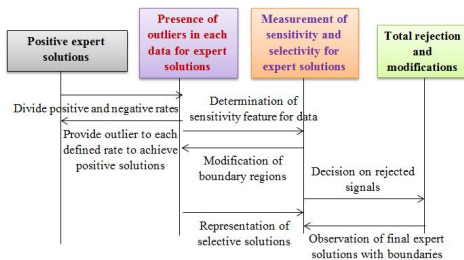 Positive expert
solutions
Presence of
outliers in each
data for expert
solutions
Measurement of
sensitivity and
selectivity for
expert solutions
Total rejection
and
modifications
Divide positive and negative rates
Determination of
sensitivity feature for data
Provide outlier to each
defined rate to achieve
positive solutions
Modification of
boundary regions
Decision on rejected
signals
Representation of
selective solutions
Observation of final expert
solutions with boundaries